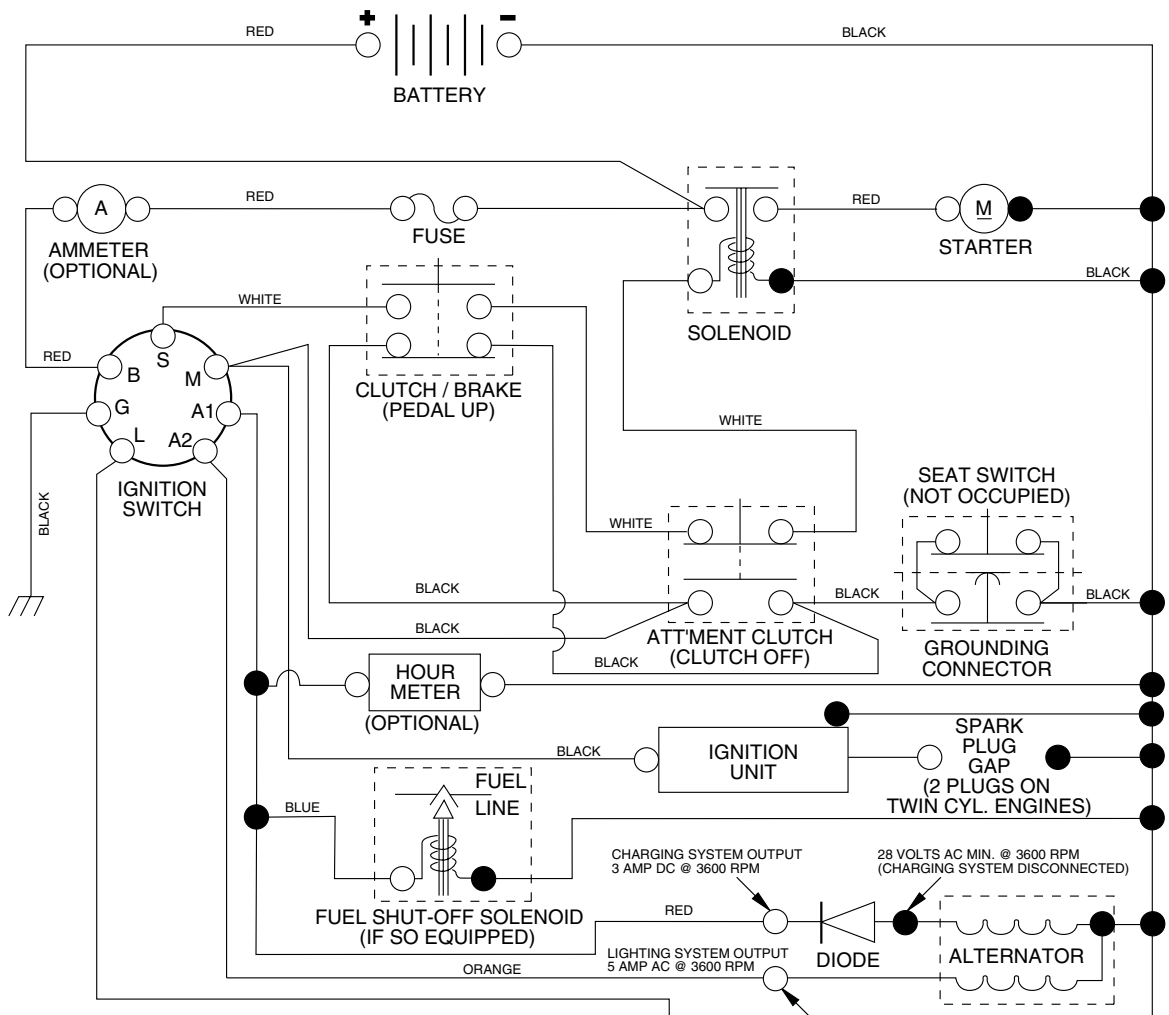 + −
RED
BLACK
BATTERY
RED
RED
A
M
FUSE
STARTER
AMMETER
(OPTIONAL)
BLACK
WHITE
SOLENOID
RED
S
B
M
CLUTCH / BRAKE
(PEDAL UP)
G
A1
WHITE
L
A2
SEAT SWITCH
(NOT OCCUPIED)
IGNITION
SWITCH
BLACK
WHITE
BLACK
BLACK
BLACK
BLACK
ATT'MENT CLUTCH
(CLUTCH OFF)
BLACK
GROUNDING
CONNECTOR
HOUR
METER
(OPTIONAL)
BLACK
IGNITION
UNIT
SPARK
PLUG
GAP
(2 PLUGS ON
TWIN CYL. ENGINES)
FUEL
LINE
BLUE
CHARGING SYSTEM OUTPUT
3 AMP DC @ 3600 RPM
28 VOLTS AC MIN. @ 3600 RPM
(CHARGING SYSTEM DISCONNECTED)
FUEL SHUT-OFF SOLENOID
(IF SO EQUIPPED)
RED
DIODE
ALTERNATOR
LIGHTING SYSTEM OUTPUT
5 AMP AC @ 3600 RPM
ORANGE